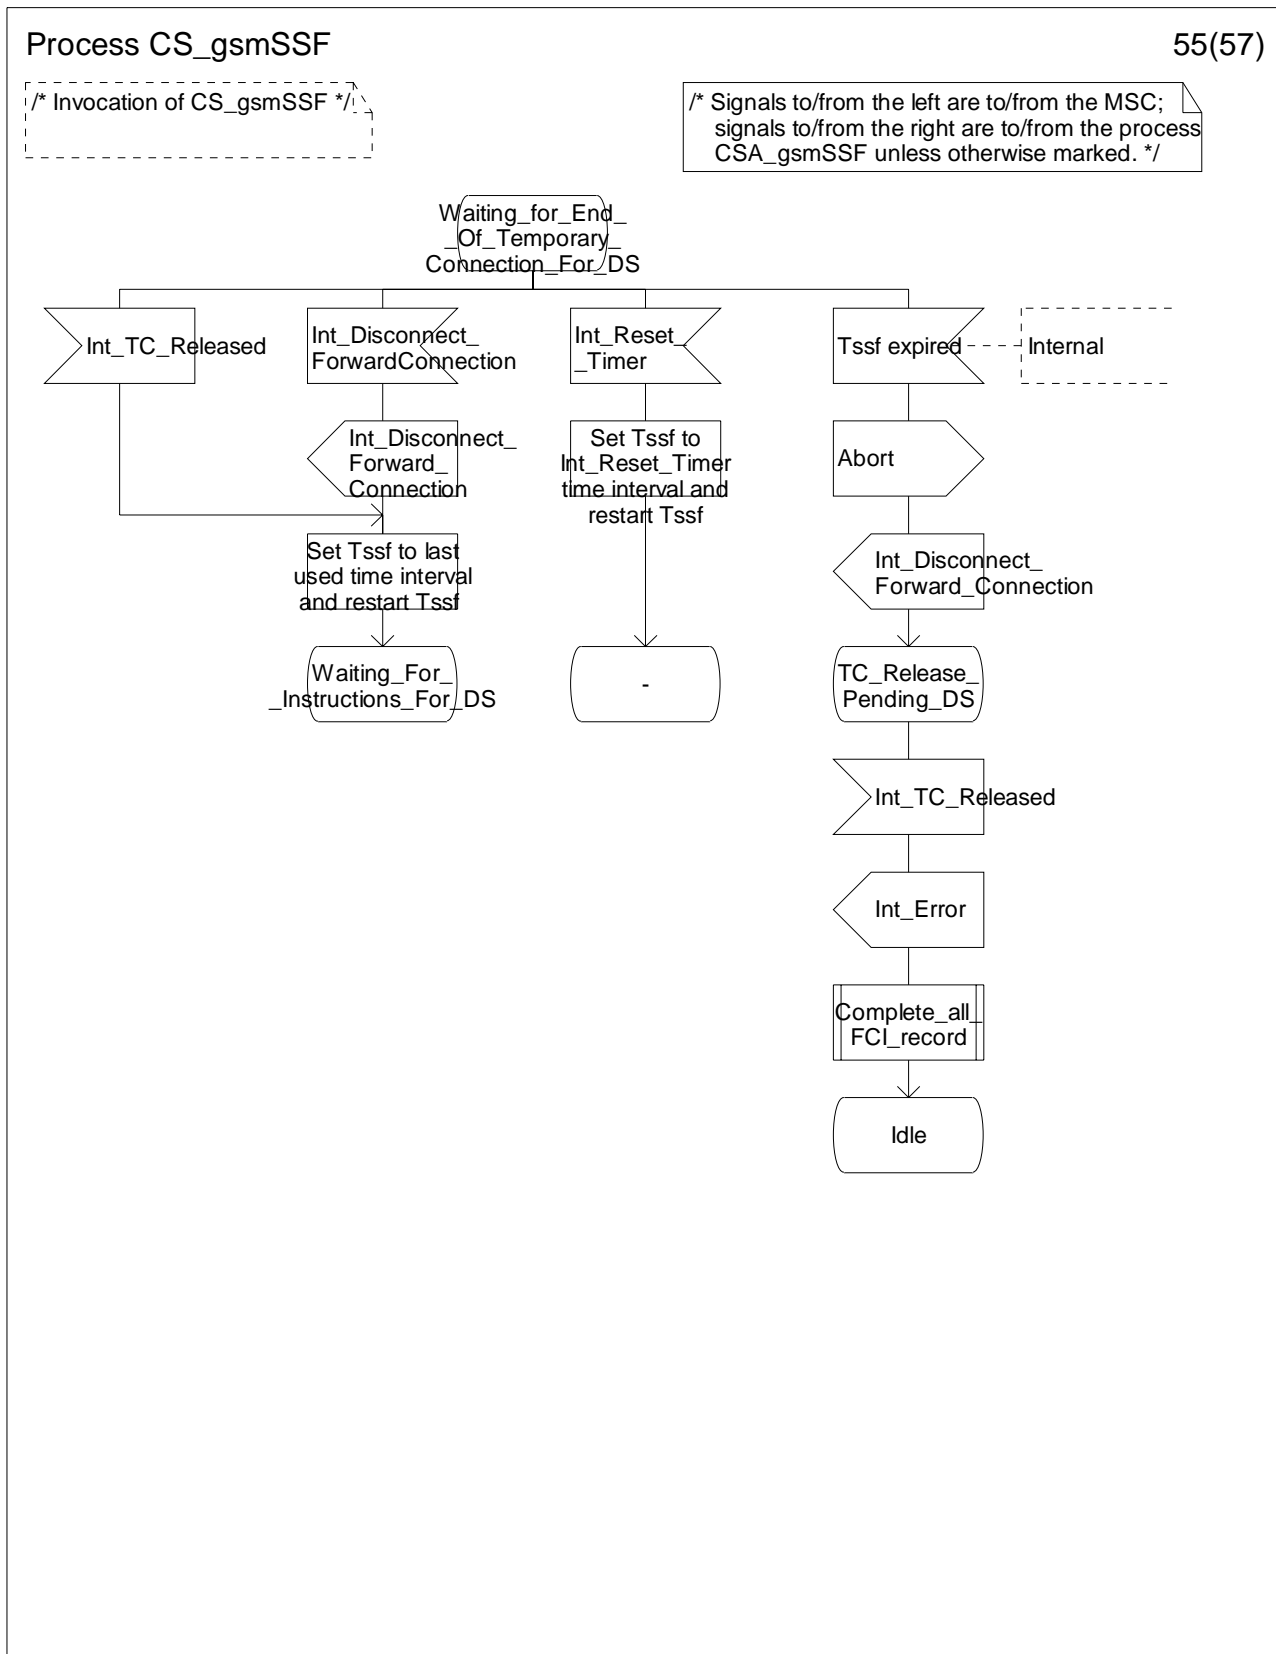 Process CS_gsmSSF
55(57)
/* Invocation of CS_gsmSSF */
/* Signals to/from the left are to/from the MSC;
signals to/from the right are to/from the process
CSA_gsmSSF unless otherwise marked. */
Waiting_for_End_
_Of_Temporary_
Connection_For_DS
Int_TC_Released
Int_Disconnect_
ForwardConnection
Int_Reset_
_Timer
Tssf expired
Internal
Int_Disconnect_
Forward_
Connection
Set Tssf to
Int_Reset_Timer
time interval and
restart Tssf
Abort
Set Tssf to last
used time interval
and restart Tssf
Int_Disconnect_
Forward_Connection
Waiting_For_
_Instructions_For_DS
-
TC_Release_
Pending_DS
Int_TC_Released
Int_Error
Complete_all_
FCI_record
Idle